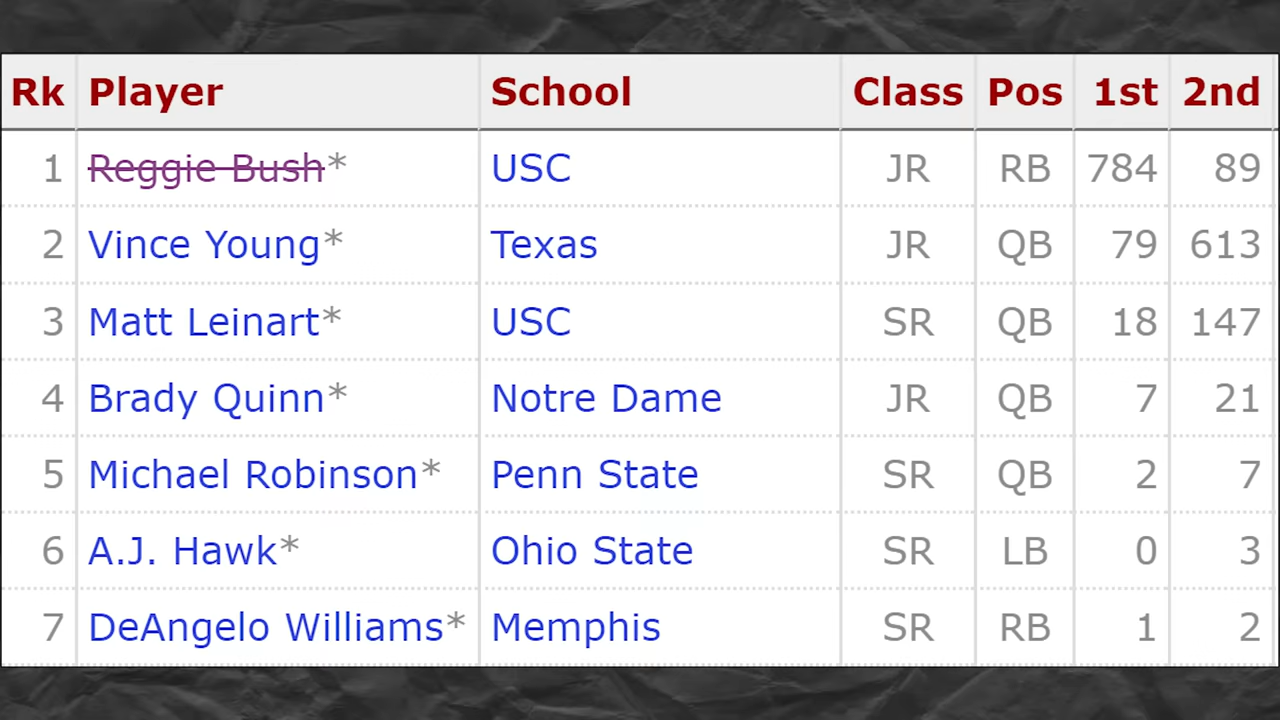 Rk Player School Class Pos 1st 2nd
1 Reggie Bush* USC JR RB 784 89
2 Vince Young* Texas JR QB 79 613
3 Matt Leinart* USC SR QB 18 147
4 Brady Quinn* Notre Dame JR QB 7 21
5 Michael Robinson* Penn State SR QB 2 7
6 A.J. Hawk* Ohio State SR LB 0 3
7 DeAngelo Williams* Memphis SR RB 1 2